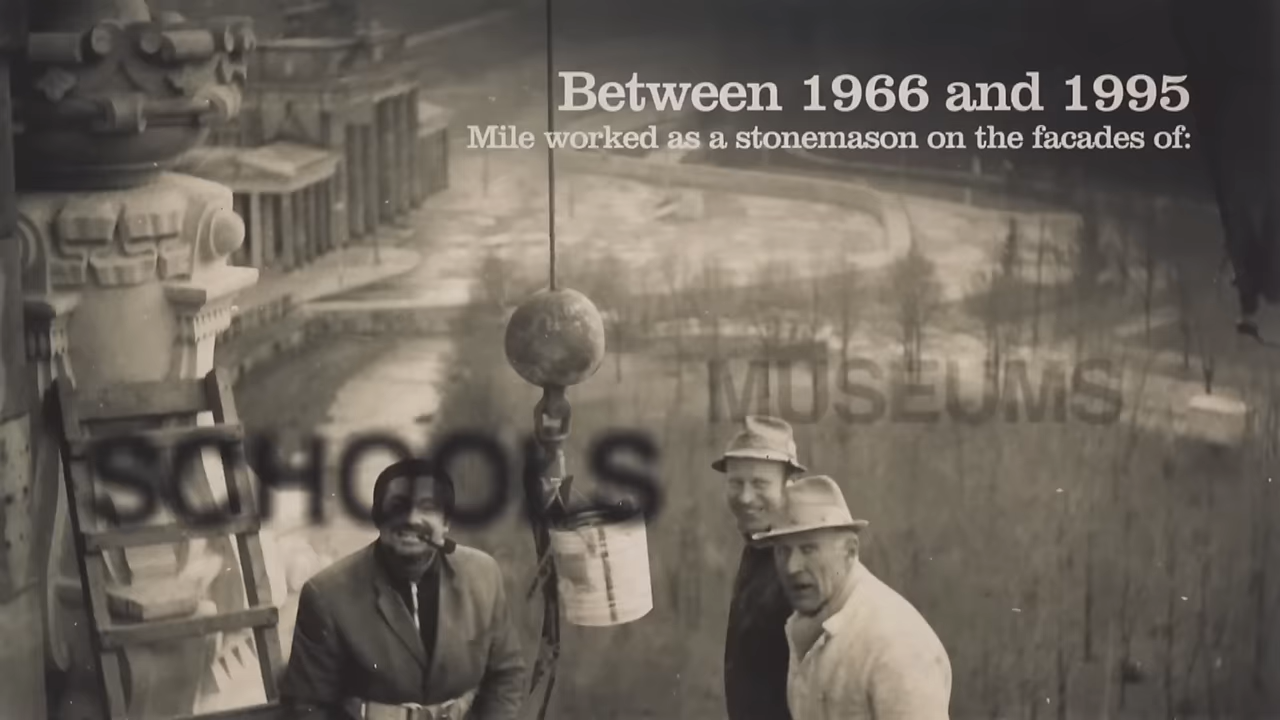 Between 1966 and 1995
Mile worked as a stonemason on the facades of:
MUSEUMS
SCHOOLS